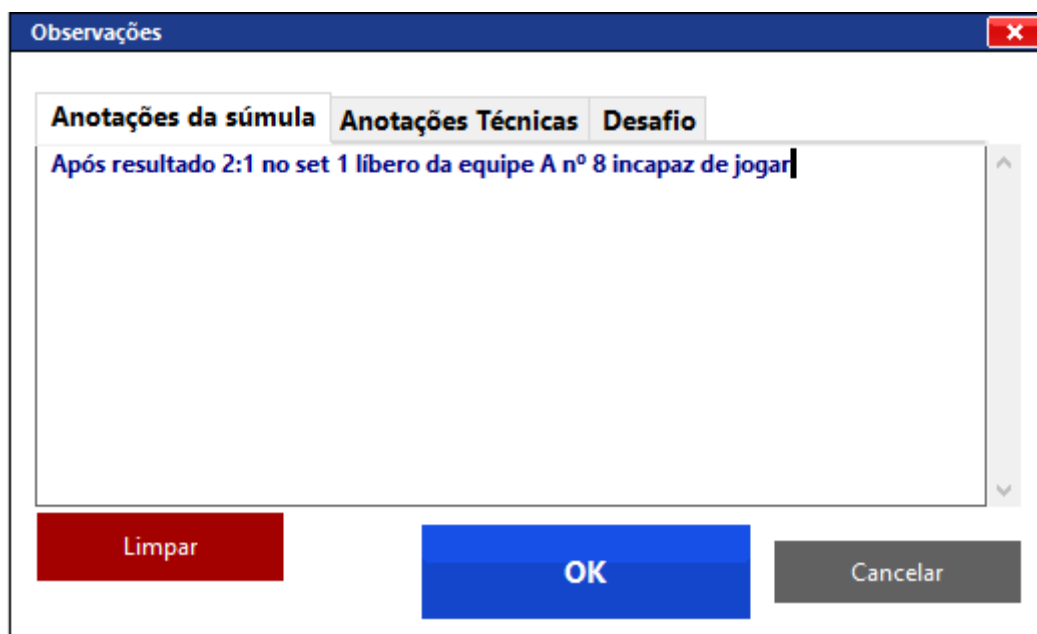 Observações
Anotações da súmula Anotações Técnicas Desafio
Após resultado 2:1 no set 1 líbero da equipe A nº 8 incapaz de jogar
Limpar
OK
Cancelar